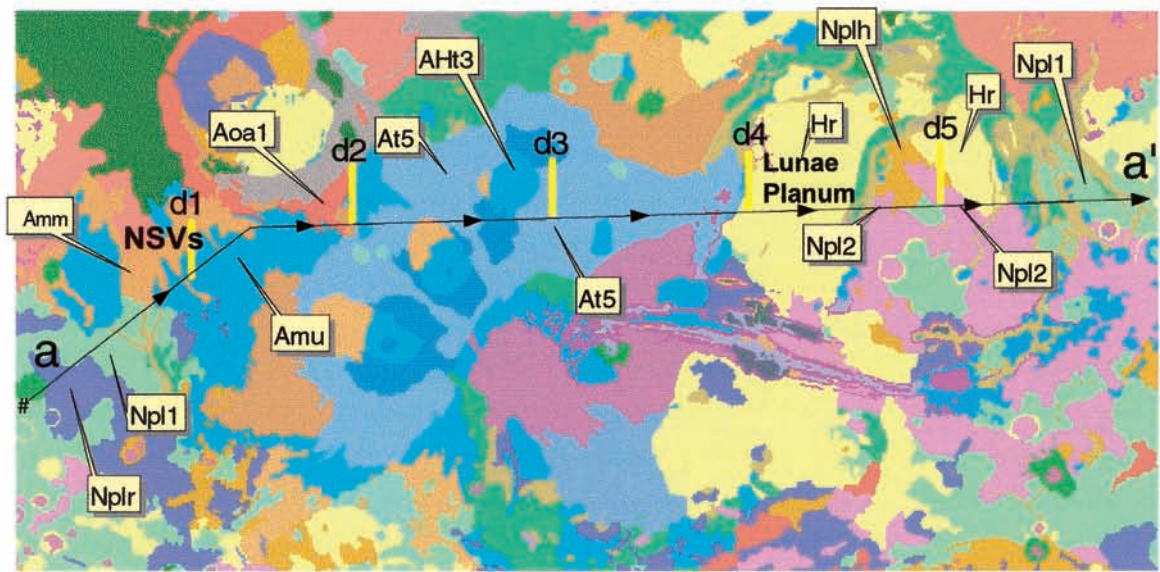 Nplh
AHt3
Npl1
Hr
At5
Hr
Aoa1
d2
d3
d4
d5
Lunae
Planum
a'
d1
NSVs
Amm
Npl2
Npl2
At5
Amu
a
#
Npl1
Nplr